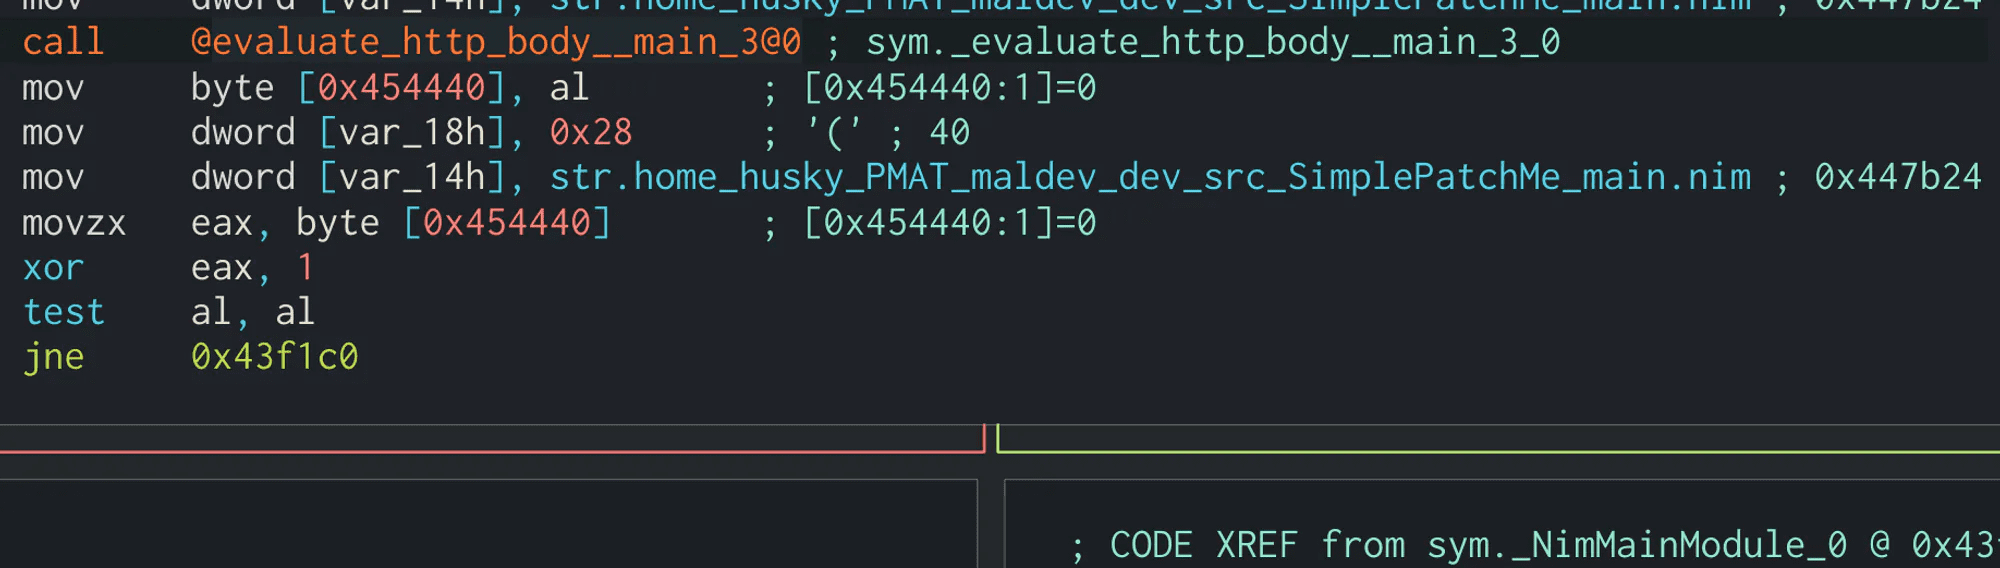 mov dword [var_14h], str.home_husky_PMAT_maldev_dev_src_SimplePatchMe_main.nim ; 0x447b24
call @evaluate_http_body__main_3@0 ; sym._evaluate_http_body__main_3_0
mov byte [0x454440], al ; [0x454440:1]=0
mov dword [var_18h], 0x28 ; '(' ; 40
mov dword [var_14h], str.home_husky_PMAT_maldev_dev_src_SimplePatchMe_main.nim ; 0x447b24
movzx eax, byte [0x454440] ; [0x454440:1]=0
xor eax, 1
test al, al
jne 0x43f1c0
; CODE XREF from sym._NimMainModule_0 @ 0x43